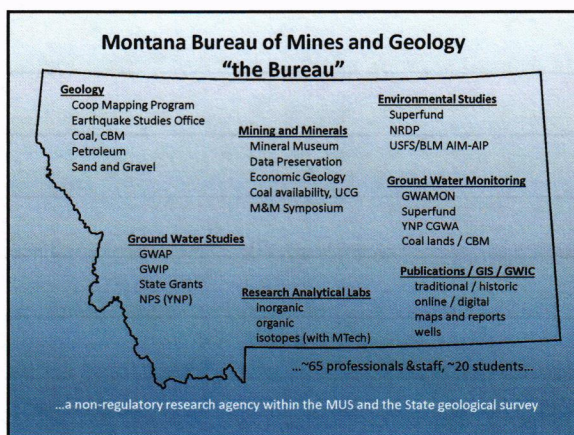 Montana Bureau of Mines and Geology
"the Bureau"
Geology
Coop Mapping Program
Earthquake Studies Office
Coal, CBM
Petroleum
Sand and Gravel
Mining and Minerals
Mineral Museum
Data Preservation
Economic Geology
Coal availability, UCG
M&M Symposium
Environmental Studies
Superfund
NRDP
USFS/BLM AIM-AIP
Ground Water Monitoring
GWAMON
Superfund
YNP CGWA
Coal lands / CBM
Ground Water Studies
GWAP
GWIP
State Grants
NPS (YNP)
Research Analytical Labs
inorganic
organic
isotopes (with MTech)
Publications / GIS / GWIC
traditional / historic
online / digital
maps and reports
wells
...~65 professionals &staff, ~20 students...
...a non-regulatory research agency within the MUS and the State geological survey